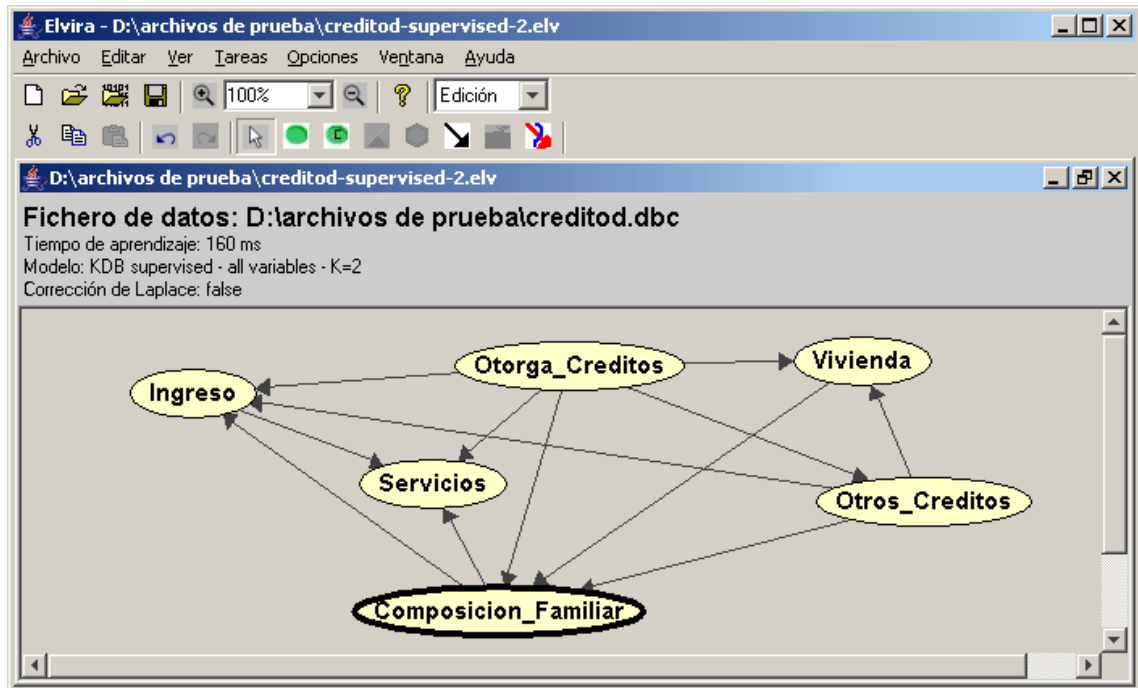 Elvira - D:\archivos de prueba\creditod-supervised-2.elv
Archivo Editar Ver Tareas Opciones Ventana Ayuda
100% Edición
D:\archivos de prueba\creditod-supervised-2.elv
Fichero de datos: D:\archivos de prueba\creditod.dbc
Tiempo de aprendizaje: 160 ms
Modelo: KDB supervised - all variables - K=2
Corrección de Laplace: false
Otorga_Creditos
Vivienda
Ingreso
Servicios
Otros_Creditos
Composicion_Familiar